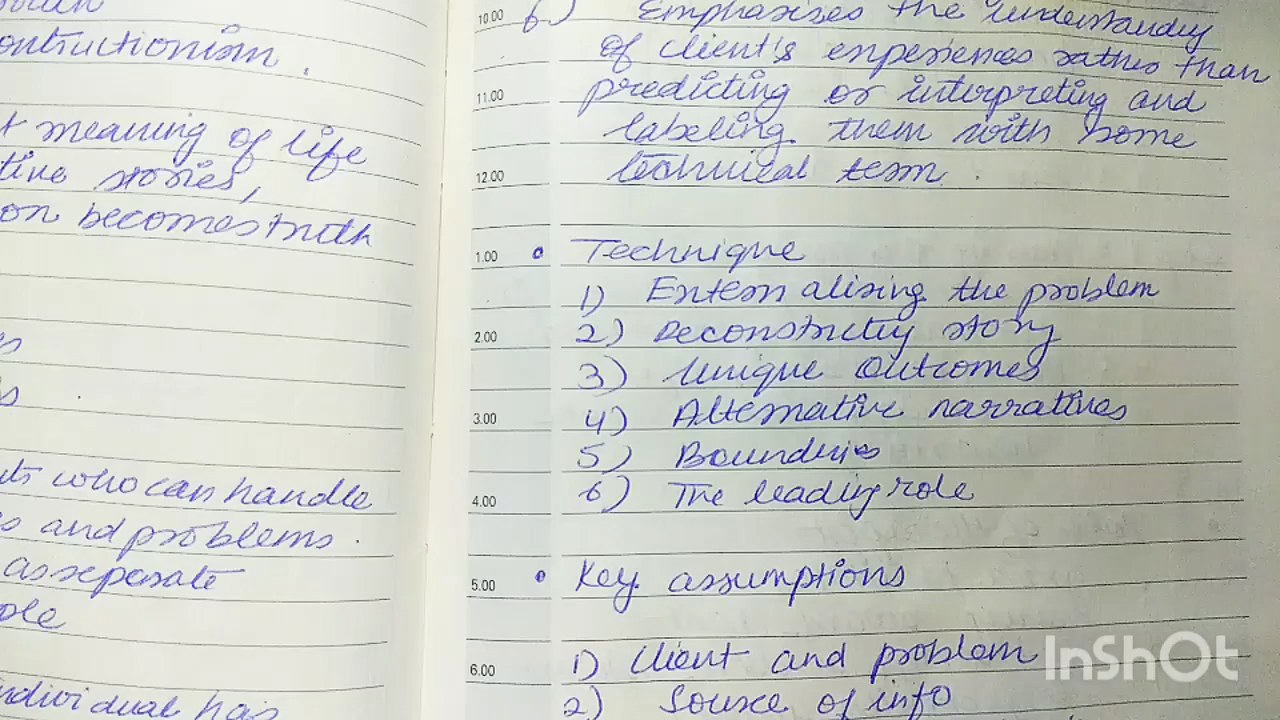 ontructionism.
meaning of life
tive stories,
on becomes truth
who can handle
and problems.
as seperate
ole
individual has
10.00 6.) Emphasises the understanding
of client's experiences rather than
11.00 predicting or interpreting and
labeling them with some
12.00 technical term.
1.00 • Technique
1) Externalising the problem
2.00 2) Deconstructing story
3) Unique Outcomes
3.00 4) Alternative narratives
5) Boundries
4.00 6) The leading role
5.00 • Key assumptions
6.00 1) Client and problem
2) Source of info
InShOt